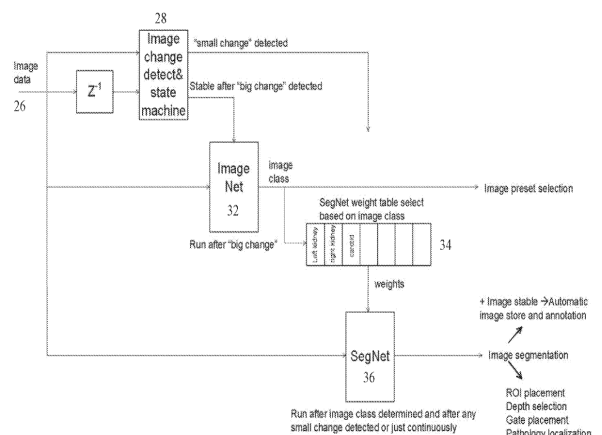 28
Image
change
detect&
state
machine
"small change" detected
Image
data
26
Z-1
Stable after "big change" detected
Image
Net
32
image
class
Image preset selection
Run after "big change"
SegNet weight table select
based on image class
Left kidney
right kidney
carotid
34
weights
+ Image stable →Automatic
image store and annotation
SegNet
36
Image segmentation
ROI placement
Depth selection
Gate placement
Pathology localization
Run after image class determined and after any
small change detected or just continuously